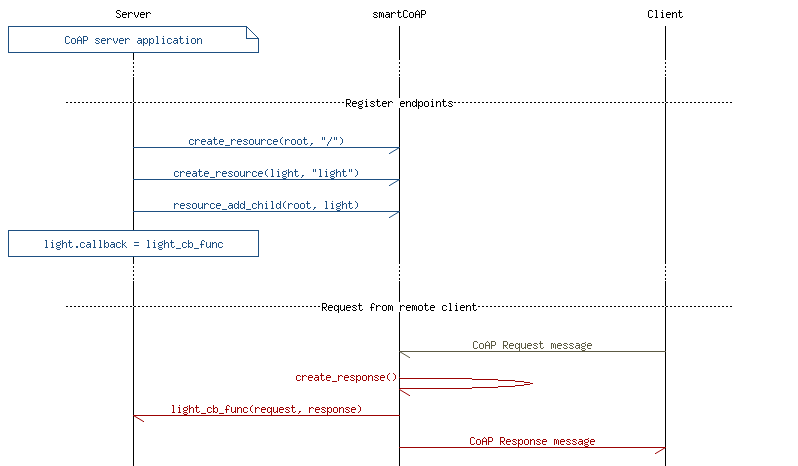 Server smartCoAP Client
CoAP server application
Register endpoints
create_resource(root, "/")
create_resource(light, "light")
resource_add_child(root, light)
light.callback = light_cb_func
Request from remote client
CoAP Request message
create_response()
light_cb_func(request, response)
CoAP Response message